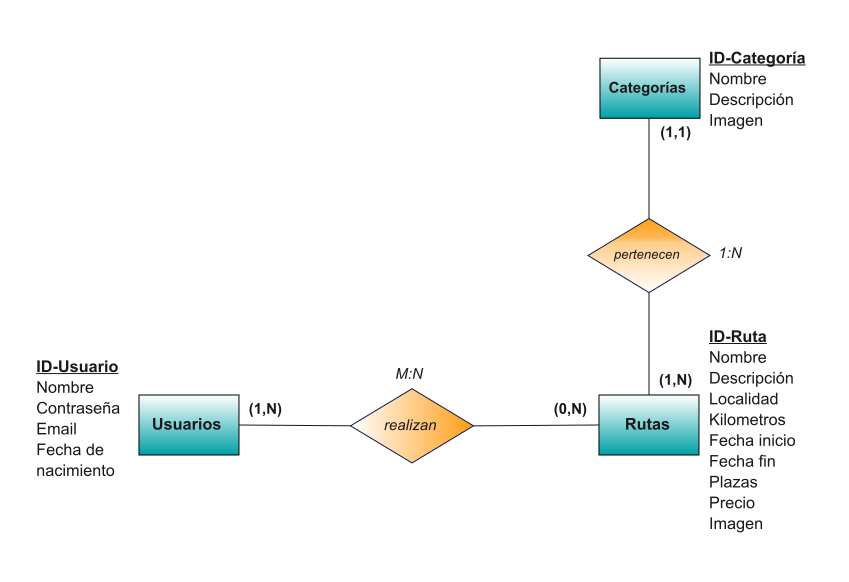 Categorías
ID-Categoría
Nombre
Descripción
Imagen
(1,1)
pertenecen
1:N
ID-Usuario
Nombre
Contraseña
Email
Fecha de
nacimiento
Usuarios
(1,N)
M:N
realizan
(0,N)
(1,N)
Rutas
ID-Ruta
Nombre
Descripción
Localidad
Kilometros
Fecha inicio
Fecha fin
Plazas
Precio
Imagen